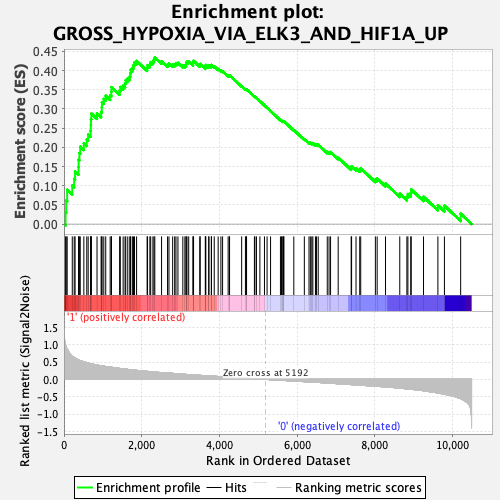 Enrichment plot:
GROSS_HYPOXIA_VIA_ELK3_AND_HIF1A_UP
Enrichment score (ES)
0.45
0.40
0.35
0.30
0.25
0.20
0.15
0.10
0.05
0.00
'1' (positively correlated)
Ranked list metric (Signal2Noise)
1.5
1.0
0.5
0.0
-0.5
-1.0
-1.5
Zero cross at 5192
'0' (negatively correlated)
0
2,000
4,000
6,000
8,000
10,000
Rank in Ordered Dataset
Enrichment profile
Hits
Ranking metric scores